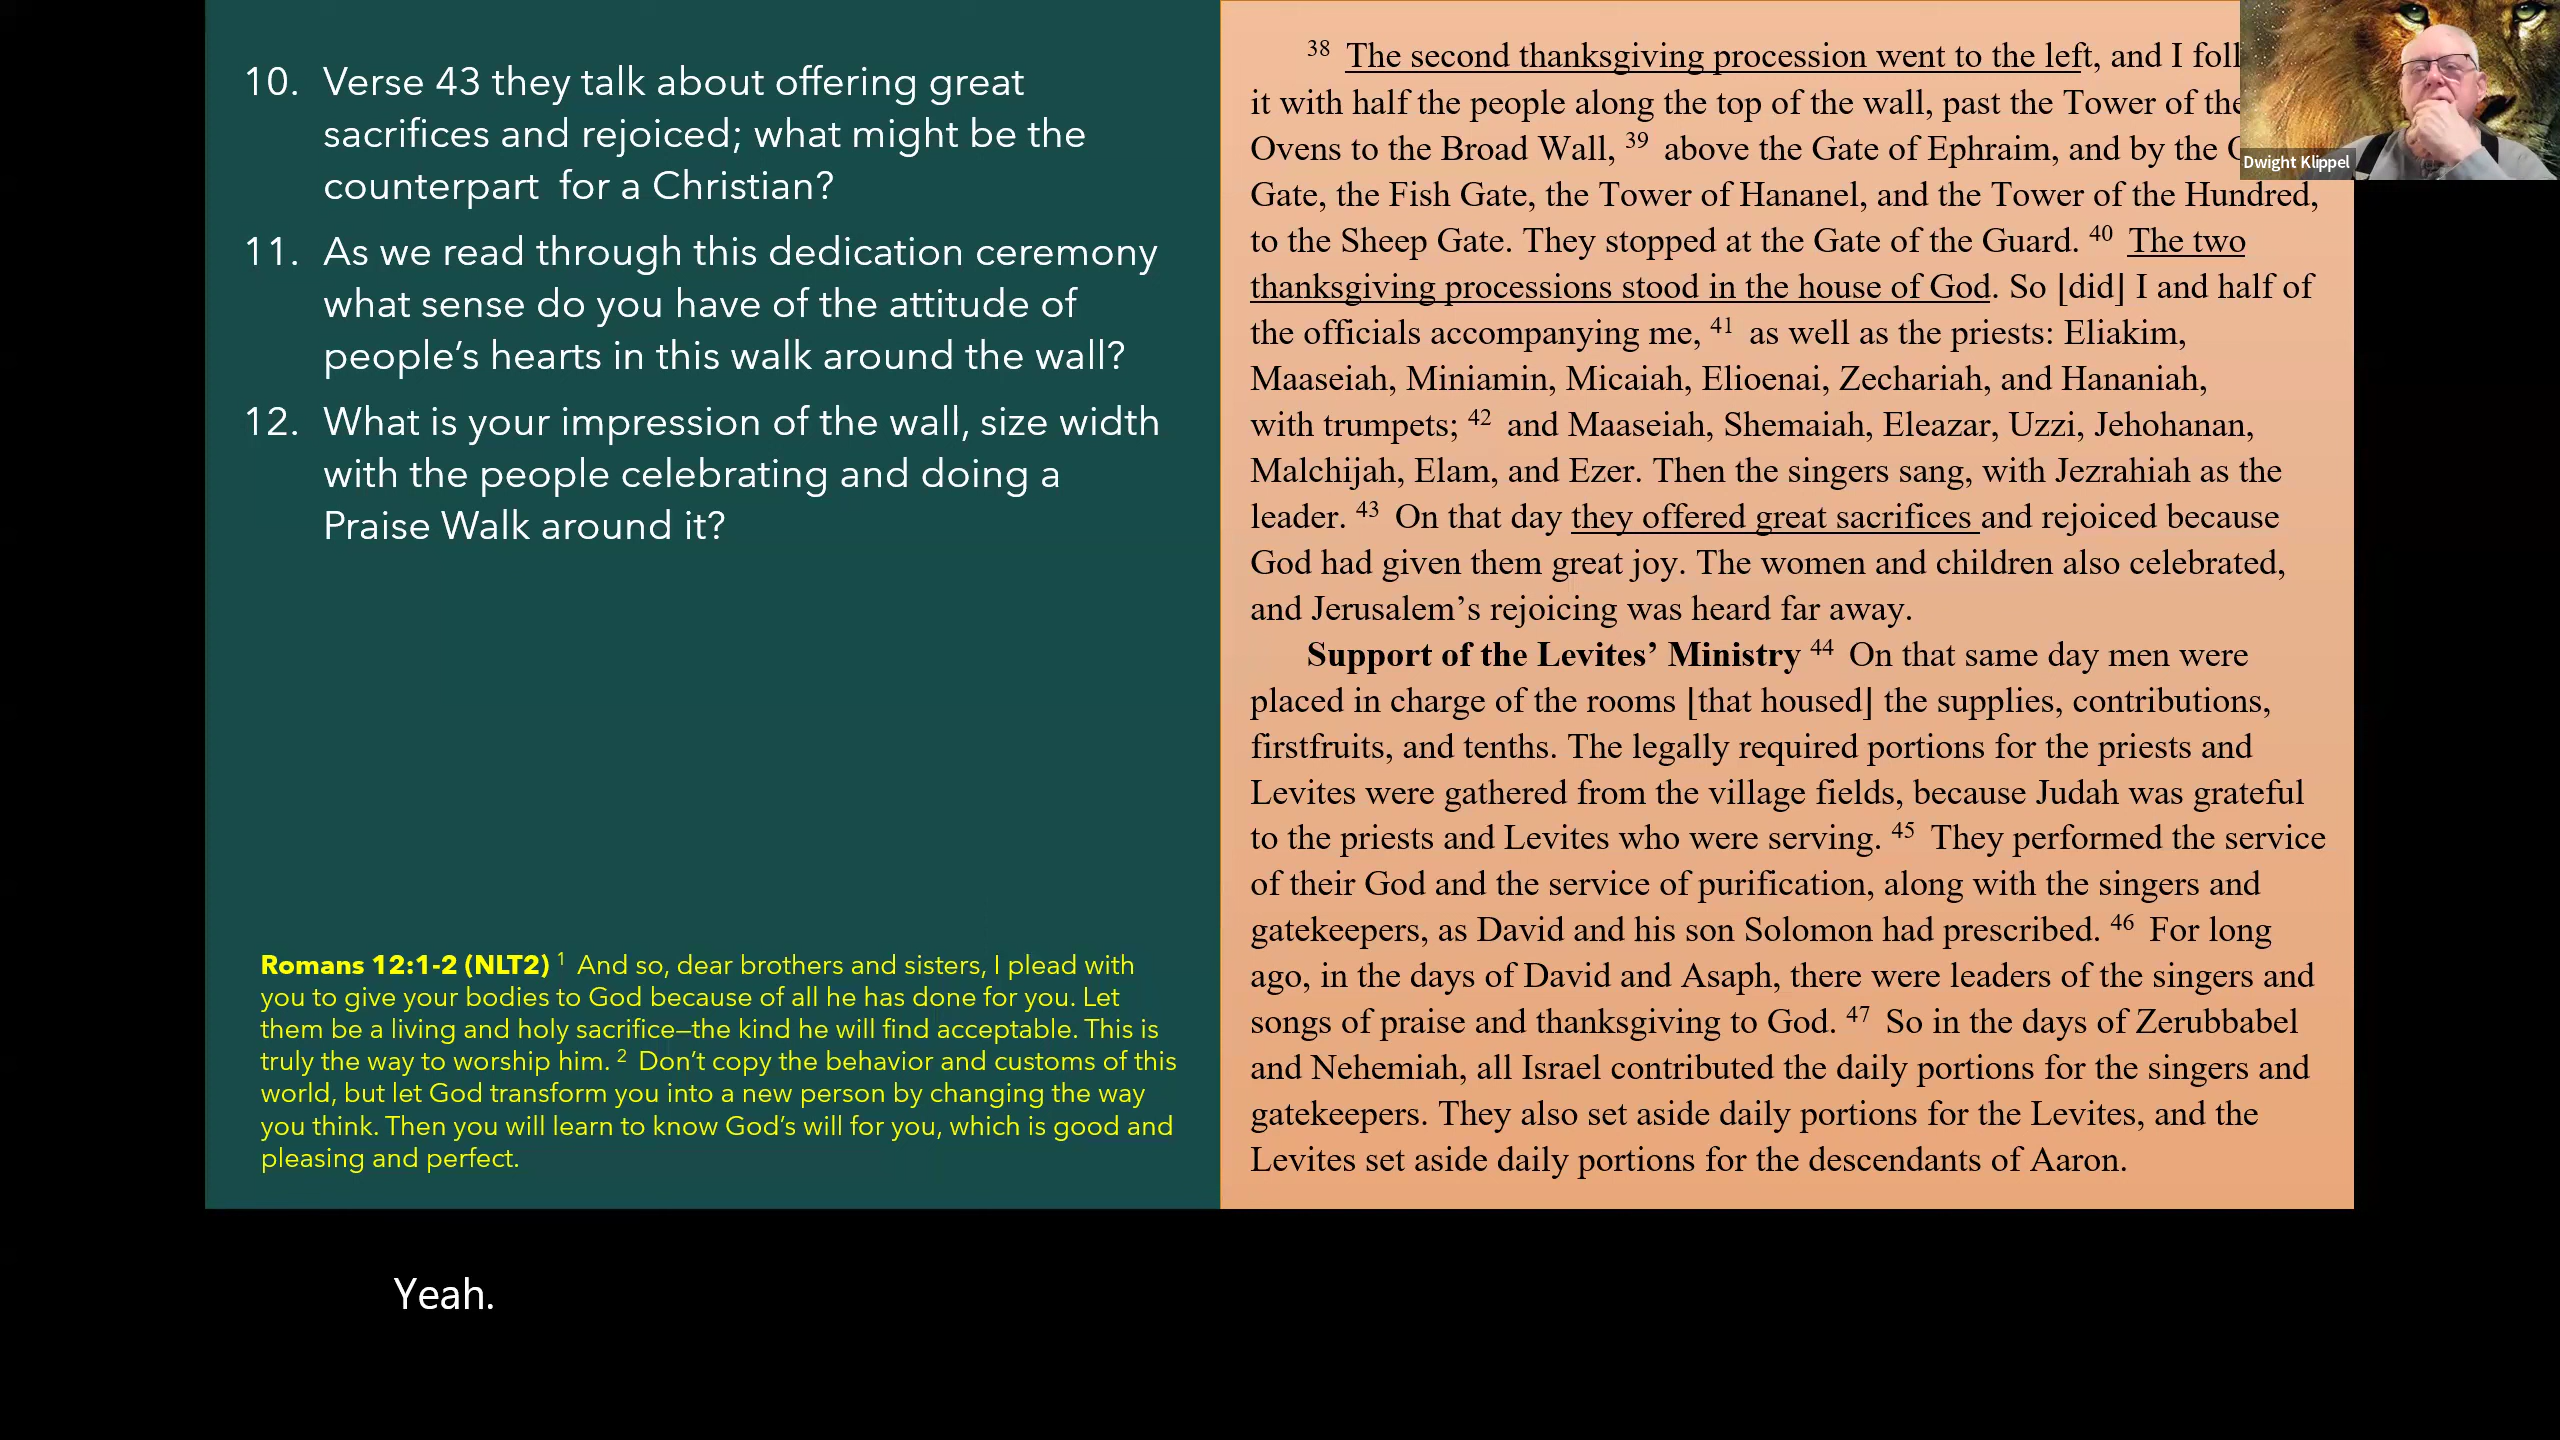 10. Verse 43 they talk about offering great
sacrifices and rejoiced; what might be the
counterpart for a Christian?
11. As we read through this dedication ceremony
what sense do you have of the attitude of
people’s hearts in this walk around the wall?
12. What is your impression of the wall, size width
with the people celebrating and doing a
Praise Walk around it?
Romans 12:1-2 (NLT2) 1 And so, dear brothers and sisters, I plead with
you to give your bodies to God because of all he has done for you. Let
them be a living and holy sacrifice—the kind he will find acceptable. This is
truly the way to worship him. 2 Don’t copy the behavior and customs of this
world, but let God transform you into a new person by changing the way
you think. Then you will learn to know God’s will for you, which is good and
pleasing and perfect.
38 The second thanksgiving procession went to the left, and I
it with half the people along the top of the wall, past the Tower of the
Ovens to the Broad Wall, 39 above the Gate of Ephraim, and by the
Gate, the Fish Gate, the Tower of Hananel, and the Tower of the Hundred,
to the Sheep Gate. They stopped at the Gate of the Guard. 40 The two
thanksgiving processions stood in the house of God. So [did] I and half of
the officials accompanying me, 41 as well as the priests: Eliakim,
Maaseiah, Miniamin, Micaiah, Elioenai, Zechariah, and Hananiah,
with trumpets; 42 and Maaseiah, Shemaiah, Eleazar, Uzzi, Jehohanan,
Malchijah, Elam, and Ezer. Then the singers sang, with Jezrahiah as the
leader. 43 On that day they offered great sacrifices and rejoiced because
God had given them great joy. The women and children also celebrated,
and Jerusalem’s rejoicing was heard far away.
Support of the Levites’ Ministry 44 On that same day men were
placed in charge of the rooms [that housed] the supplies, contributions,
firstfruits, and tenths. The legally required portions for the priests and
Levites were gathered from the village fields, because Judah was grateful
to the priests and Levites who were serving. 45 They performed the service
of their God and the service of purification, along with the singers and
gatekeepers, as David and his son Solomon had prescribed. 46 For long
ago, in the days of David and Asaph, there were leaders of the singers and
songs of praise and thanksgiving to God. 47 So in the days of Zerubbabel
and Nehemiah, all Israel contributed the daily portions for the singers and
gatekeepers. They also set aside daily portions for the Levites, and the
Levites set aside daily portions for the descendants of Aaron.
Dwight Klippel
Yeah.